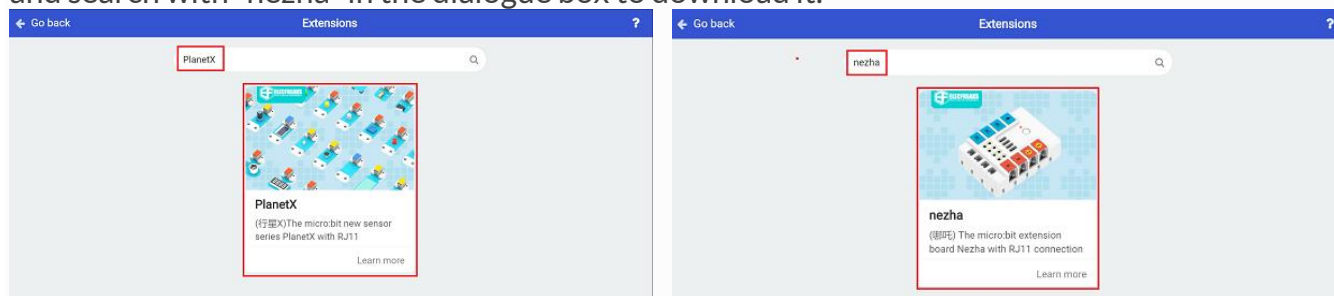 and search with "nezha" in the dialogue box to download it.
Go back
Extensions
?
PlanetX
ELECFREAKS
PlanetX
(行星X)The micro:bit new sensor
series PlanetX with RJ11
Learn more
Go back
Extensions
?
nezha
ELECFREAKS
nezha
(哪吒) The micro:bit extension
board Nezha with RJ11 connection
Learn more